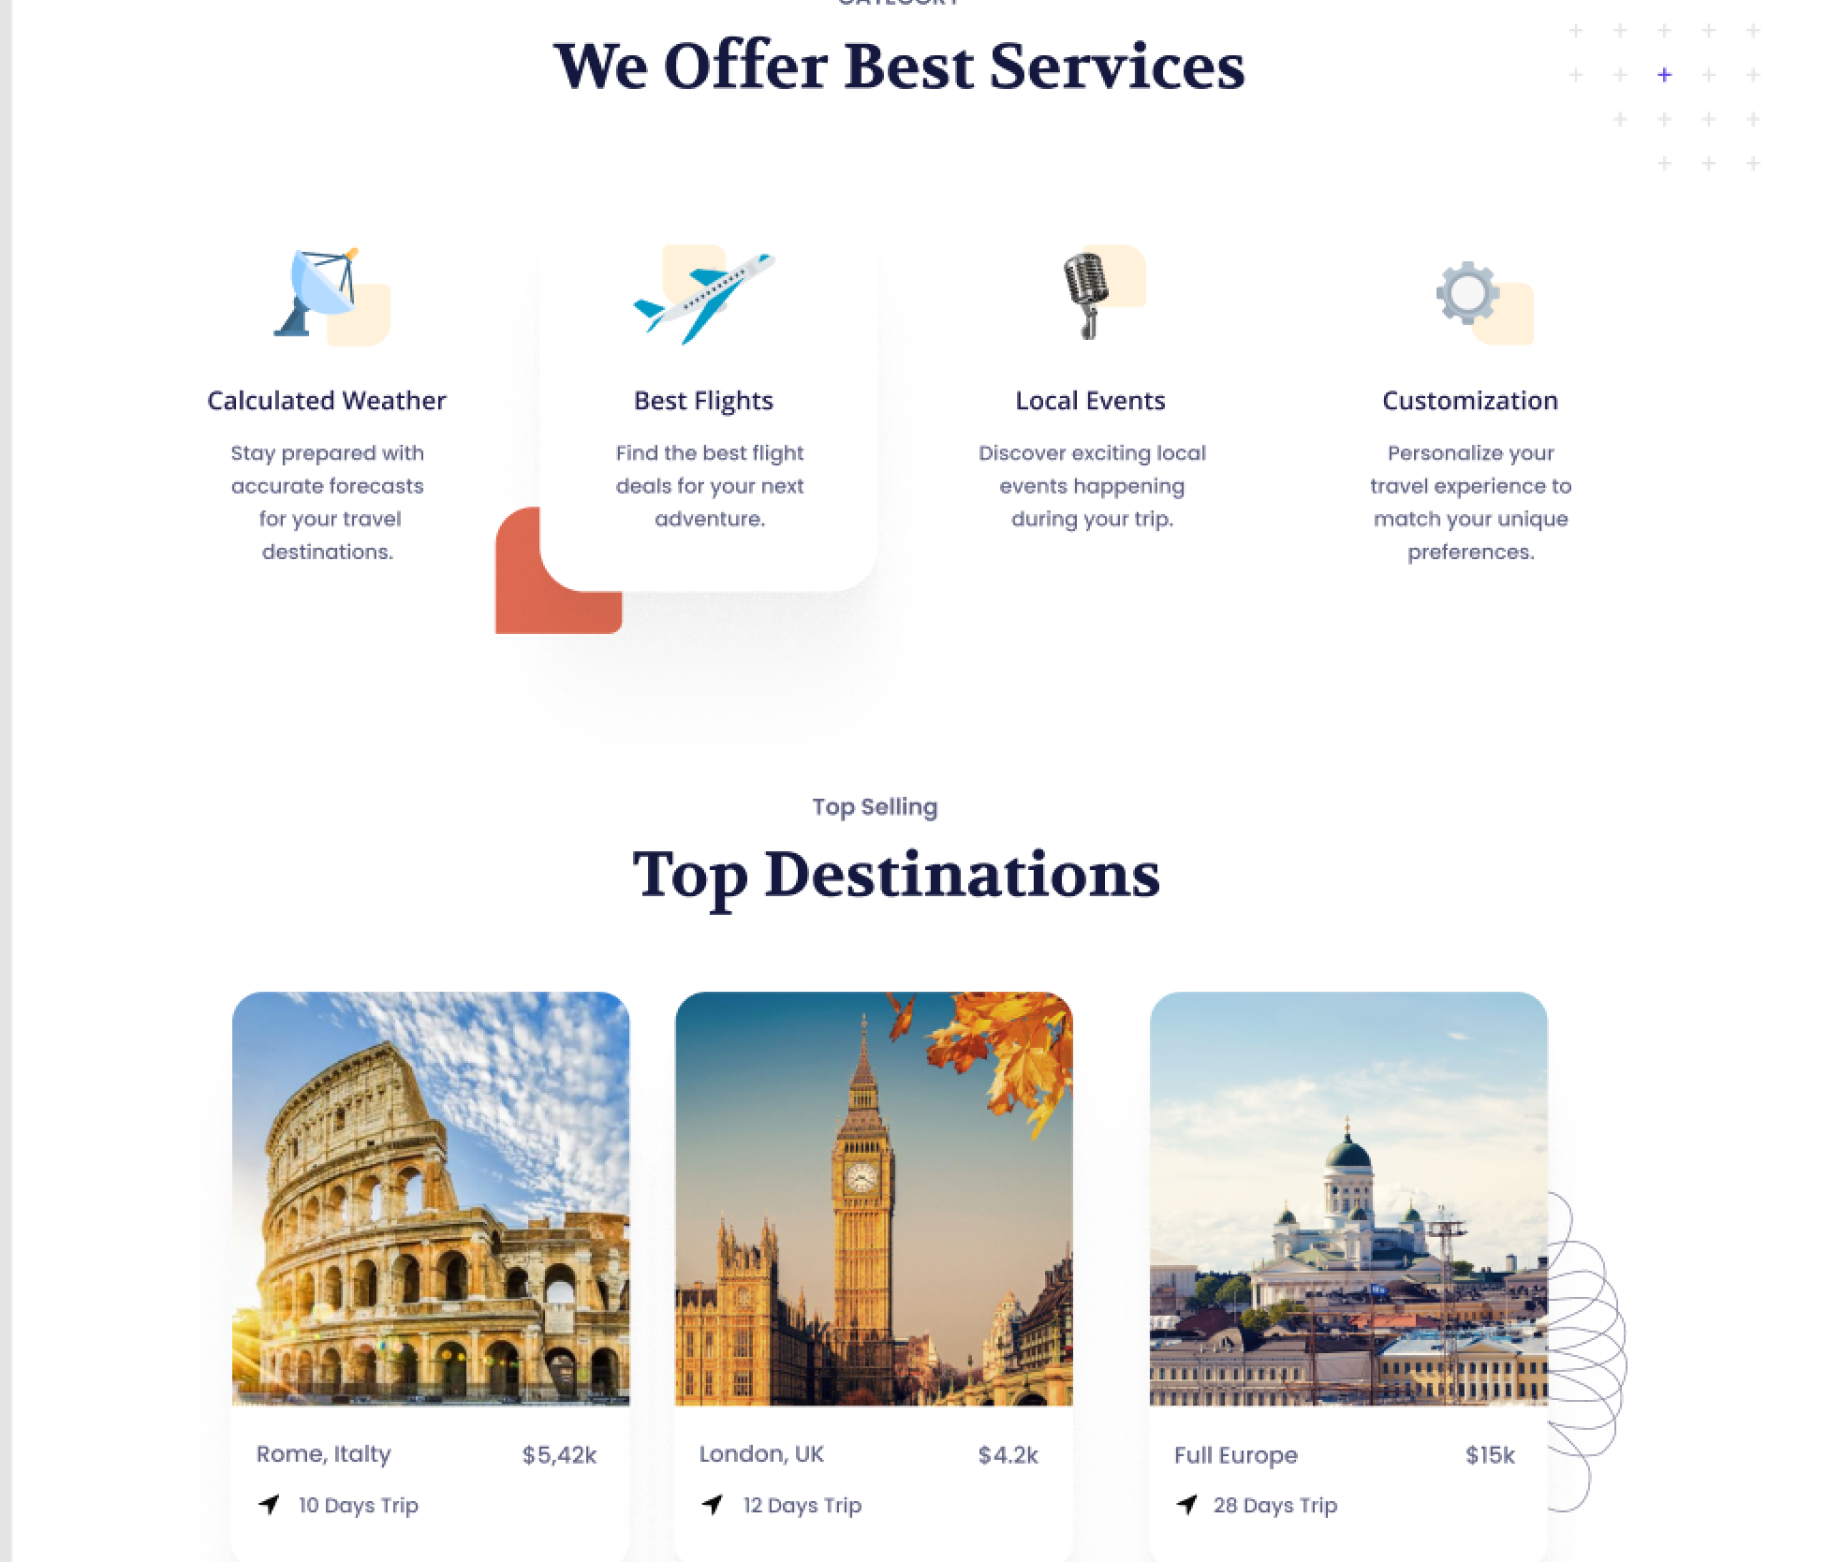 CATEGORY
We Offer Best Services
Calculated Weather
Stay prepared with
accurate forecasts
for your travel
destinations.
Best Flights
Find the best flight
deals for your next
adventure.
Local Events
Discover exciting local
events happening
during your trip.
Customization
Personalize your
travel experience to
match your unique
preferences.
Top Selling
Top Destinations
Rome, Italty $5,42k
10 Days Trip
London, UK $4.2k
12 Days Trip
Full Europe $15k
28 Days Trip